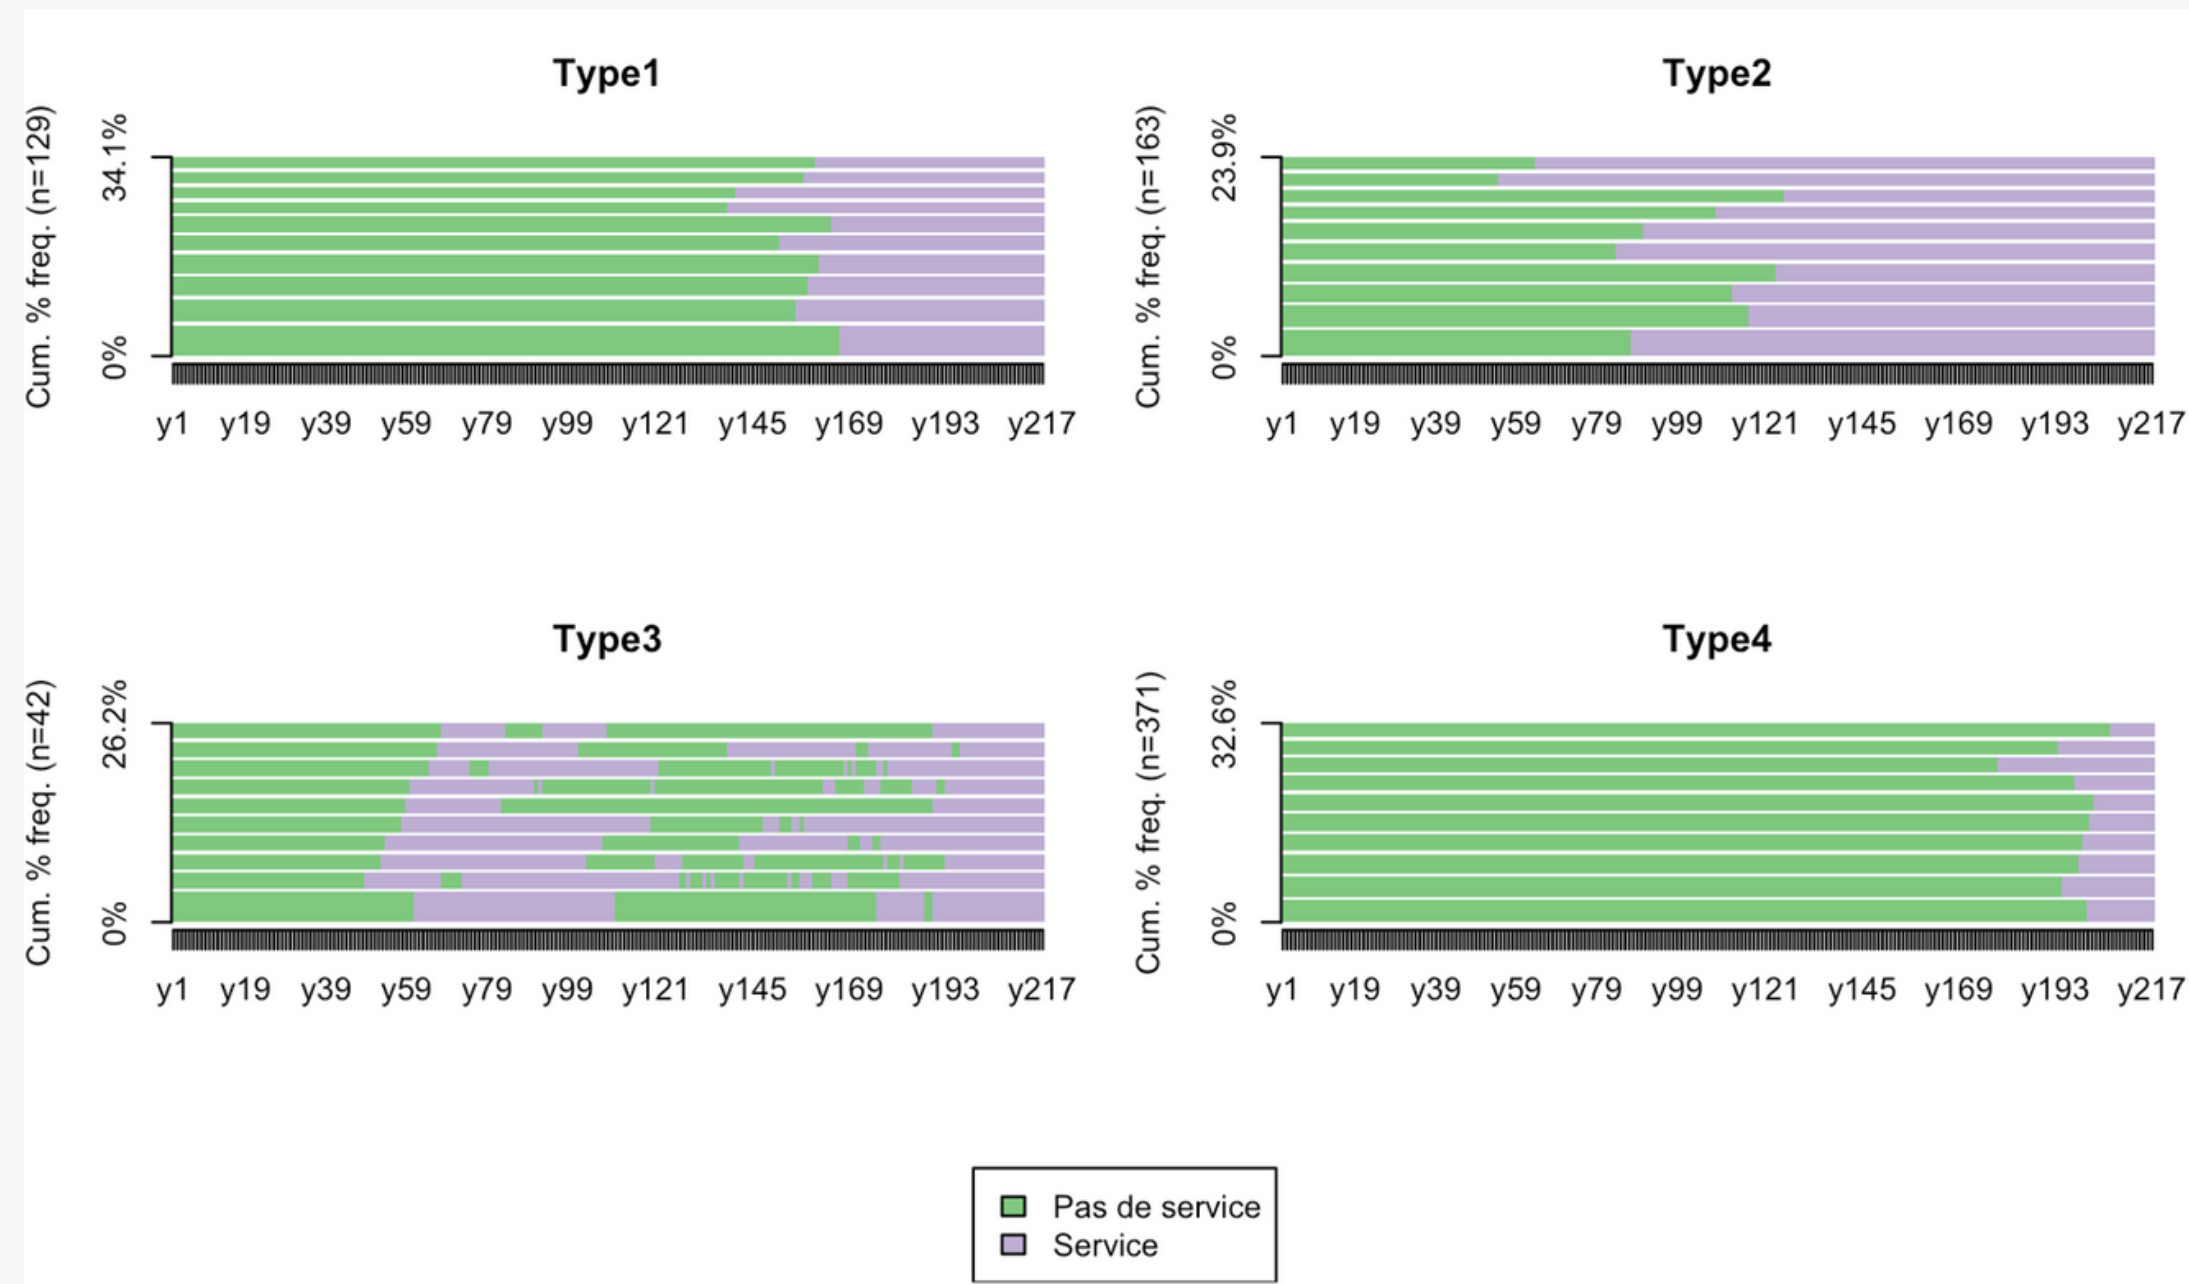 Type1
Cum. % freq. (n=129)
34.1%
0%
y1 y19 y39 y59 y79 y99 y121 y145 y169 y193 y217
Type2
Cum. % freq. (n=163)
23.9%
0%
y1 y19 y39 y59 y79 y99 y121 y145 y169 y193 y217
Type3
Cum. % freq. (n=42)
26.2%
0%
y1 y19 y39 y59 y79 y99 y121 y145 y169 y193 y217
Type4
Cum. % freq. (n=371)
32.6%
0%
y1 y19 y39 y59 y79 y99 y121 y145 y169 y193 y217
Pas de service
Service